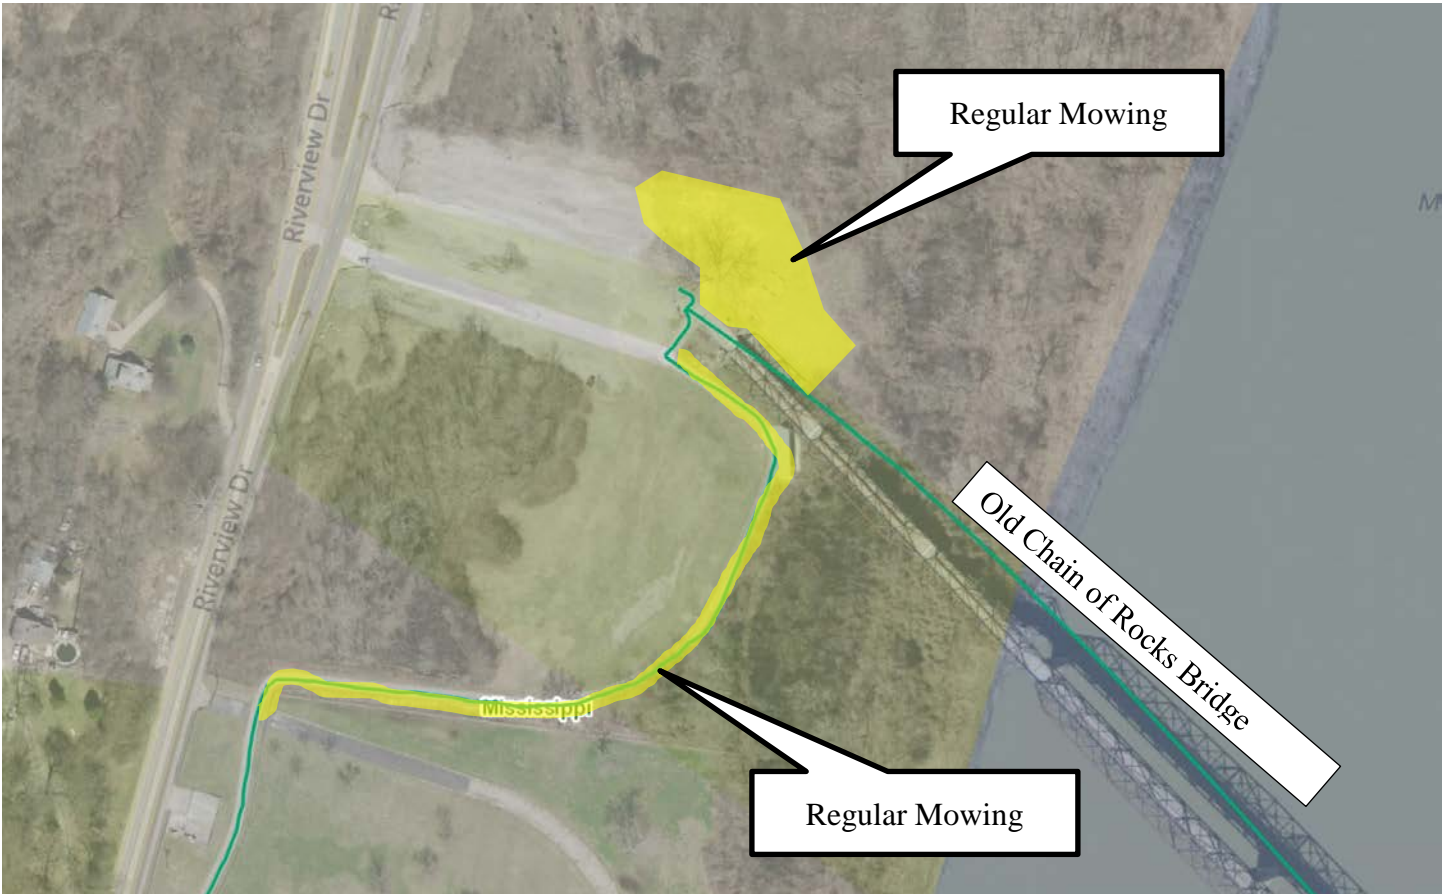 R
Riverview Dr
Regular Mowing
M
Riverview Dr
Old Chain of Rocks Bridge
Mississippi
Regular Mowing